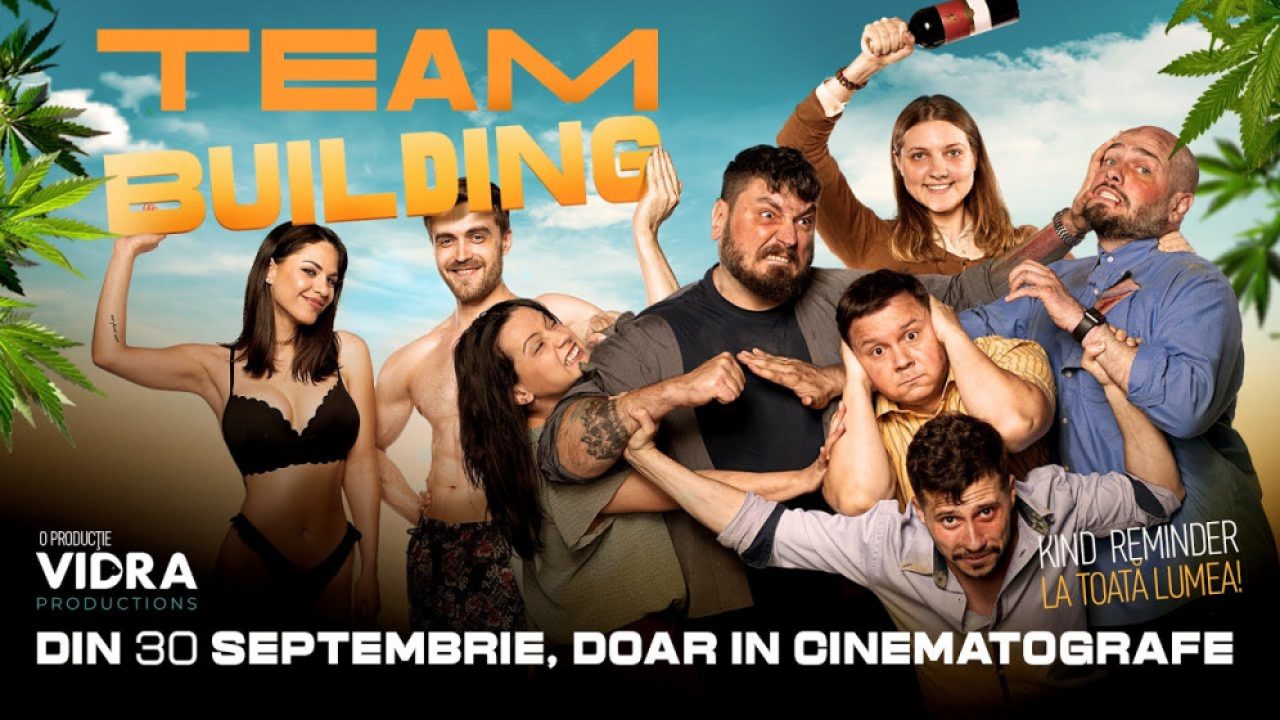 TEAM
BUILDING
O PRODUCȚIE
VIDRA
PRODUCTIONS
KIND REMINDER
LA TOATĂ LUMEA!
DIN 30 SEPTEMBRIE, DOAR IN CINEMATOGRAFE